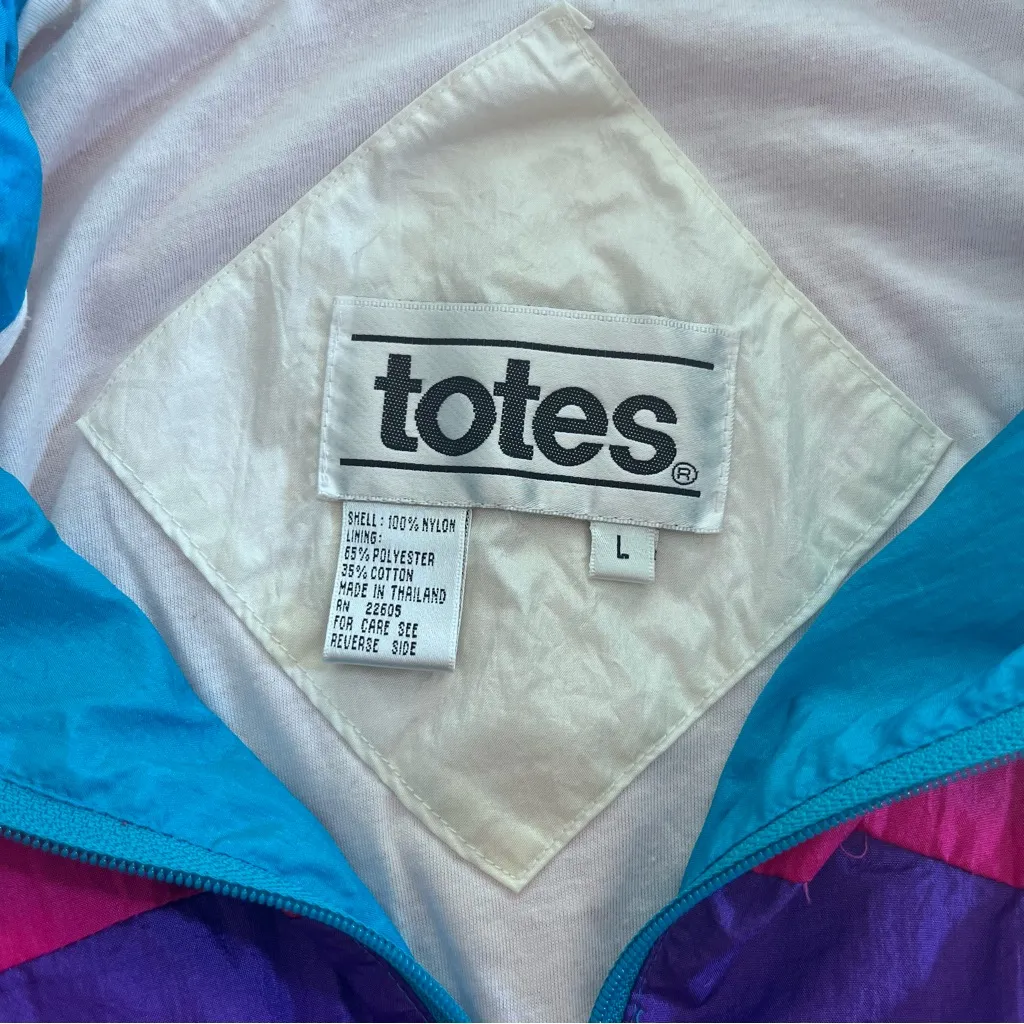 totes®
SHELL: 100% NYLON
LINING:
65% POLYESTER
35% COTTON
MADE IN THAILAND
RN 22605
FOR CARE SEE
REVERSE SIDE
L